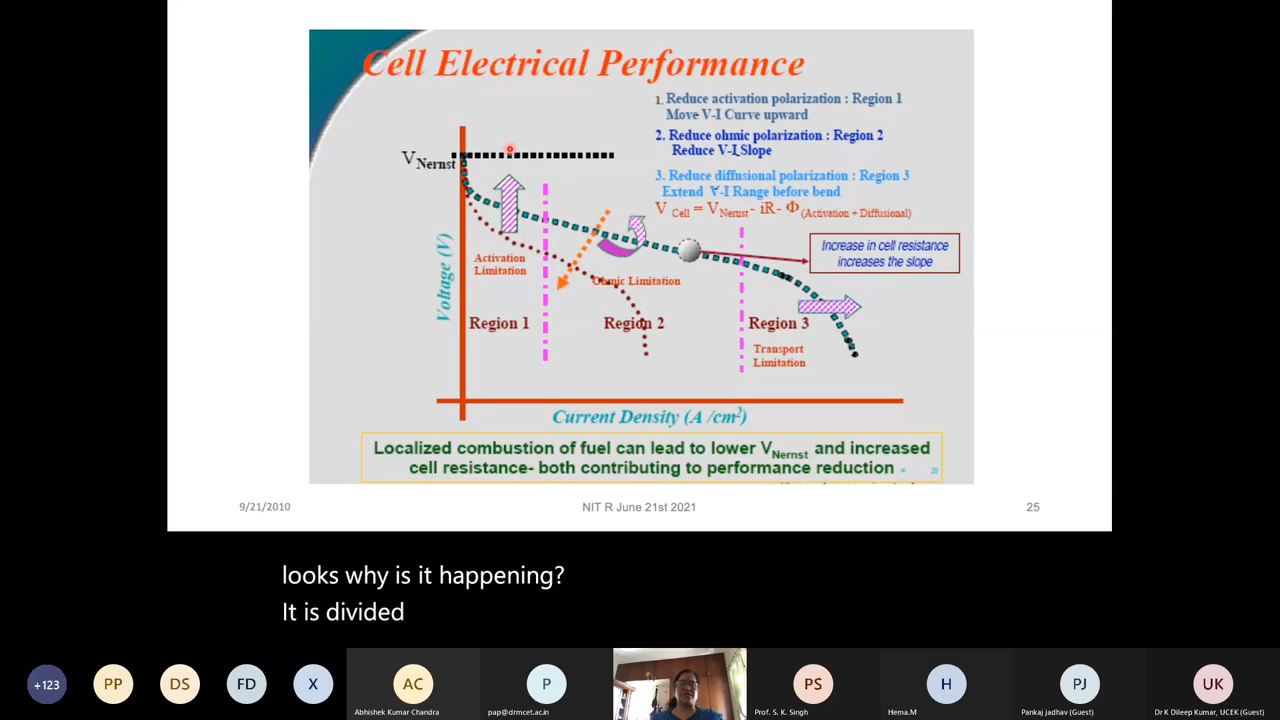 Cell Electrical Performance
1. Reduce activation polarization : Region 1
Move V-I Curve upward
2. Reduce ohmic polarization : Region 2
Reduce V-I Slope
3. Reduce diffusional polarization : Region 3
Extend V-I Range before bend
V Cell = V Nernst - iR - Φ (Activation + Diffusional)
V Nernst
Increase in cell resistance
increases the slope
Voltage (V)
Activation
Limitation
Ohmic Limitation
Region 1
Region 2
Region 3
Transport
Limitation
Current Density (A /cm²)
Localized combustion of fuel can lead to lower V Nernst and increased
cell resistance- both contributing to performance reduction
9/21/2010
NIT R June 21st 2021
25
looks why is it happening?
It is divided
+123
PP
DS
FD
X
AC
P
PS
H
PJ
UK
Abhishek Kumar Chandra
pap@drmcet.ac.in
Prof. S. K. Singh
Hema.M
Pankaj jadhav (Guest)
Dr K Dileep Kumar, UCEK (Guest)